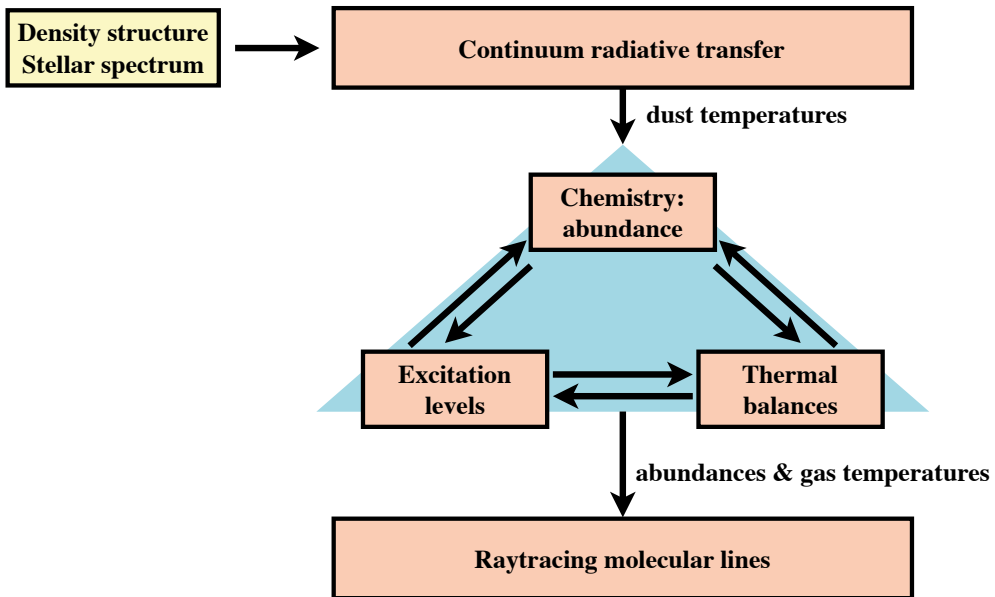 Density structure
Stellar spectrum
Continuum radiative transfer
dust temperatures
Chemistry:
abundance
Excitation
levels
Thermal
balances
abundances & gas temperatures
Raytracing molecular lines